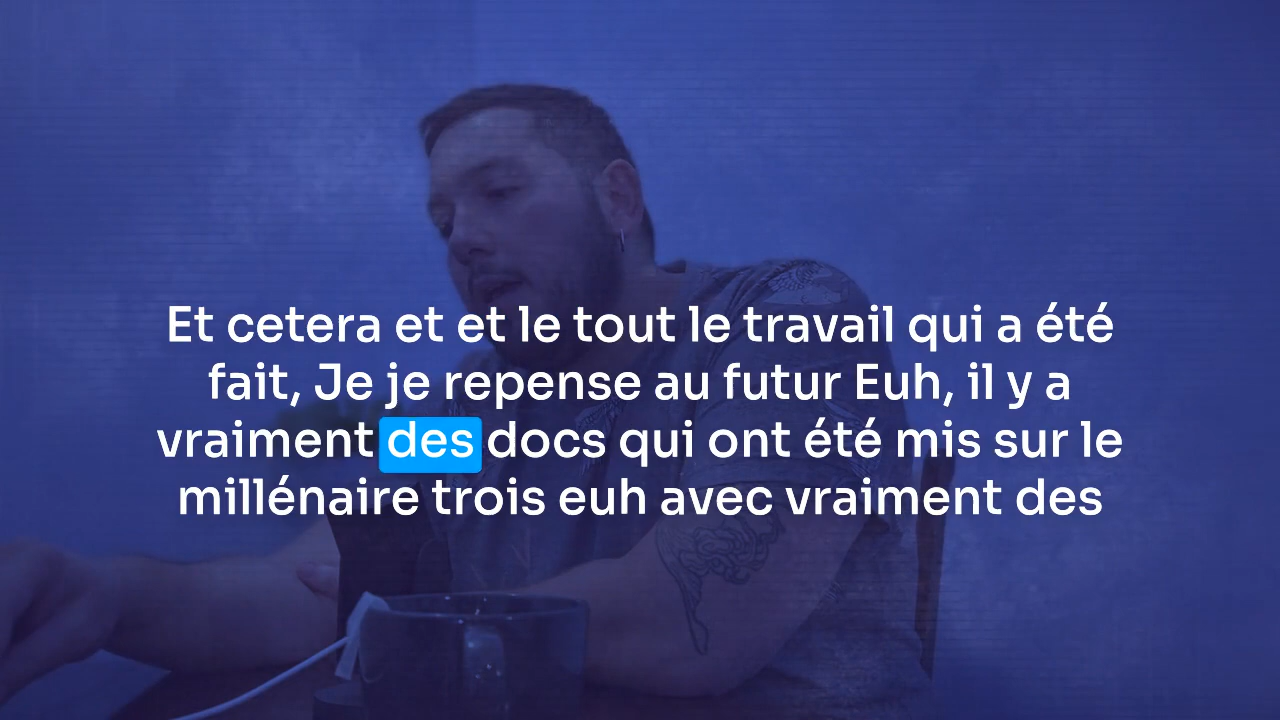 Et cetera et et le tout le travail qui a été
fait, Je je repense au futur Euh, il y a
vraiment des docs qui ont été mis sur le
millénaire trois euh avec vraiment des